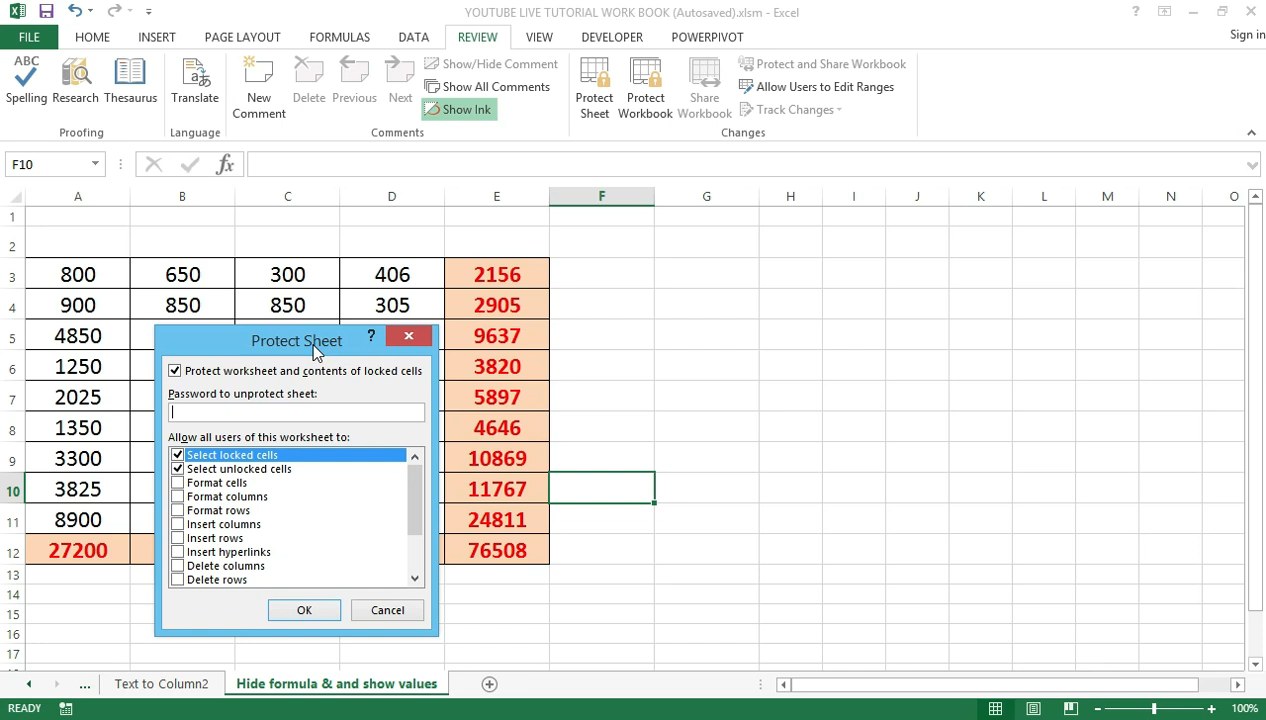 YOUTUBE LIVE TUTORIAL WORK BOOK (Autosaved).xlsm - Excel
?
FILE HOME INSERT PAGE LAYOUT FORMULAS DATA REVIEW VIEW DEVELOPER POWERPIVOT Sign in
ABC
Spelling Research Thesaurus
Proofing
Translate
Language
New
Comment
Delete Previous Next
Show/Hide Comment
Show All Comments
Show Ink
Comments
Protect
Sheet
Protect
Workbook
Share
Workbook
Protect and Share Workbook
Allow Users to Edit Ranges
Track Changes
Changes
F10 fx
A B C D E F G H I J K L M N O
1
2
3 800 650 300 406 2156
4 900 850 850 305 2905
5 4850 9637
6 1250 3820
7 2025 5897
8 1350 4646
9 3300 10869
10 3825 11767
11 8900 24811
12 27200 76508
13
14
15
16
17
Protect Sheet ?
Protect worksheet and contents of locked cells
Password to unprotect sheet:
Allow all users of this worksheet to:
Select locked cells
Select unlocked cells
Format cells
Format columns
Format rows
Insert columns
Insert rows
Insert hyperlinks
Delete columns
Delete rows
OK Cancel
... Text to Column2 Hide formula & and show values
READY 100%